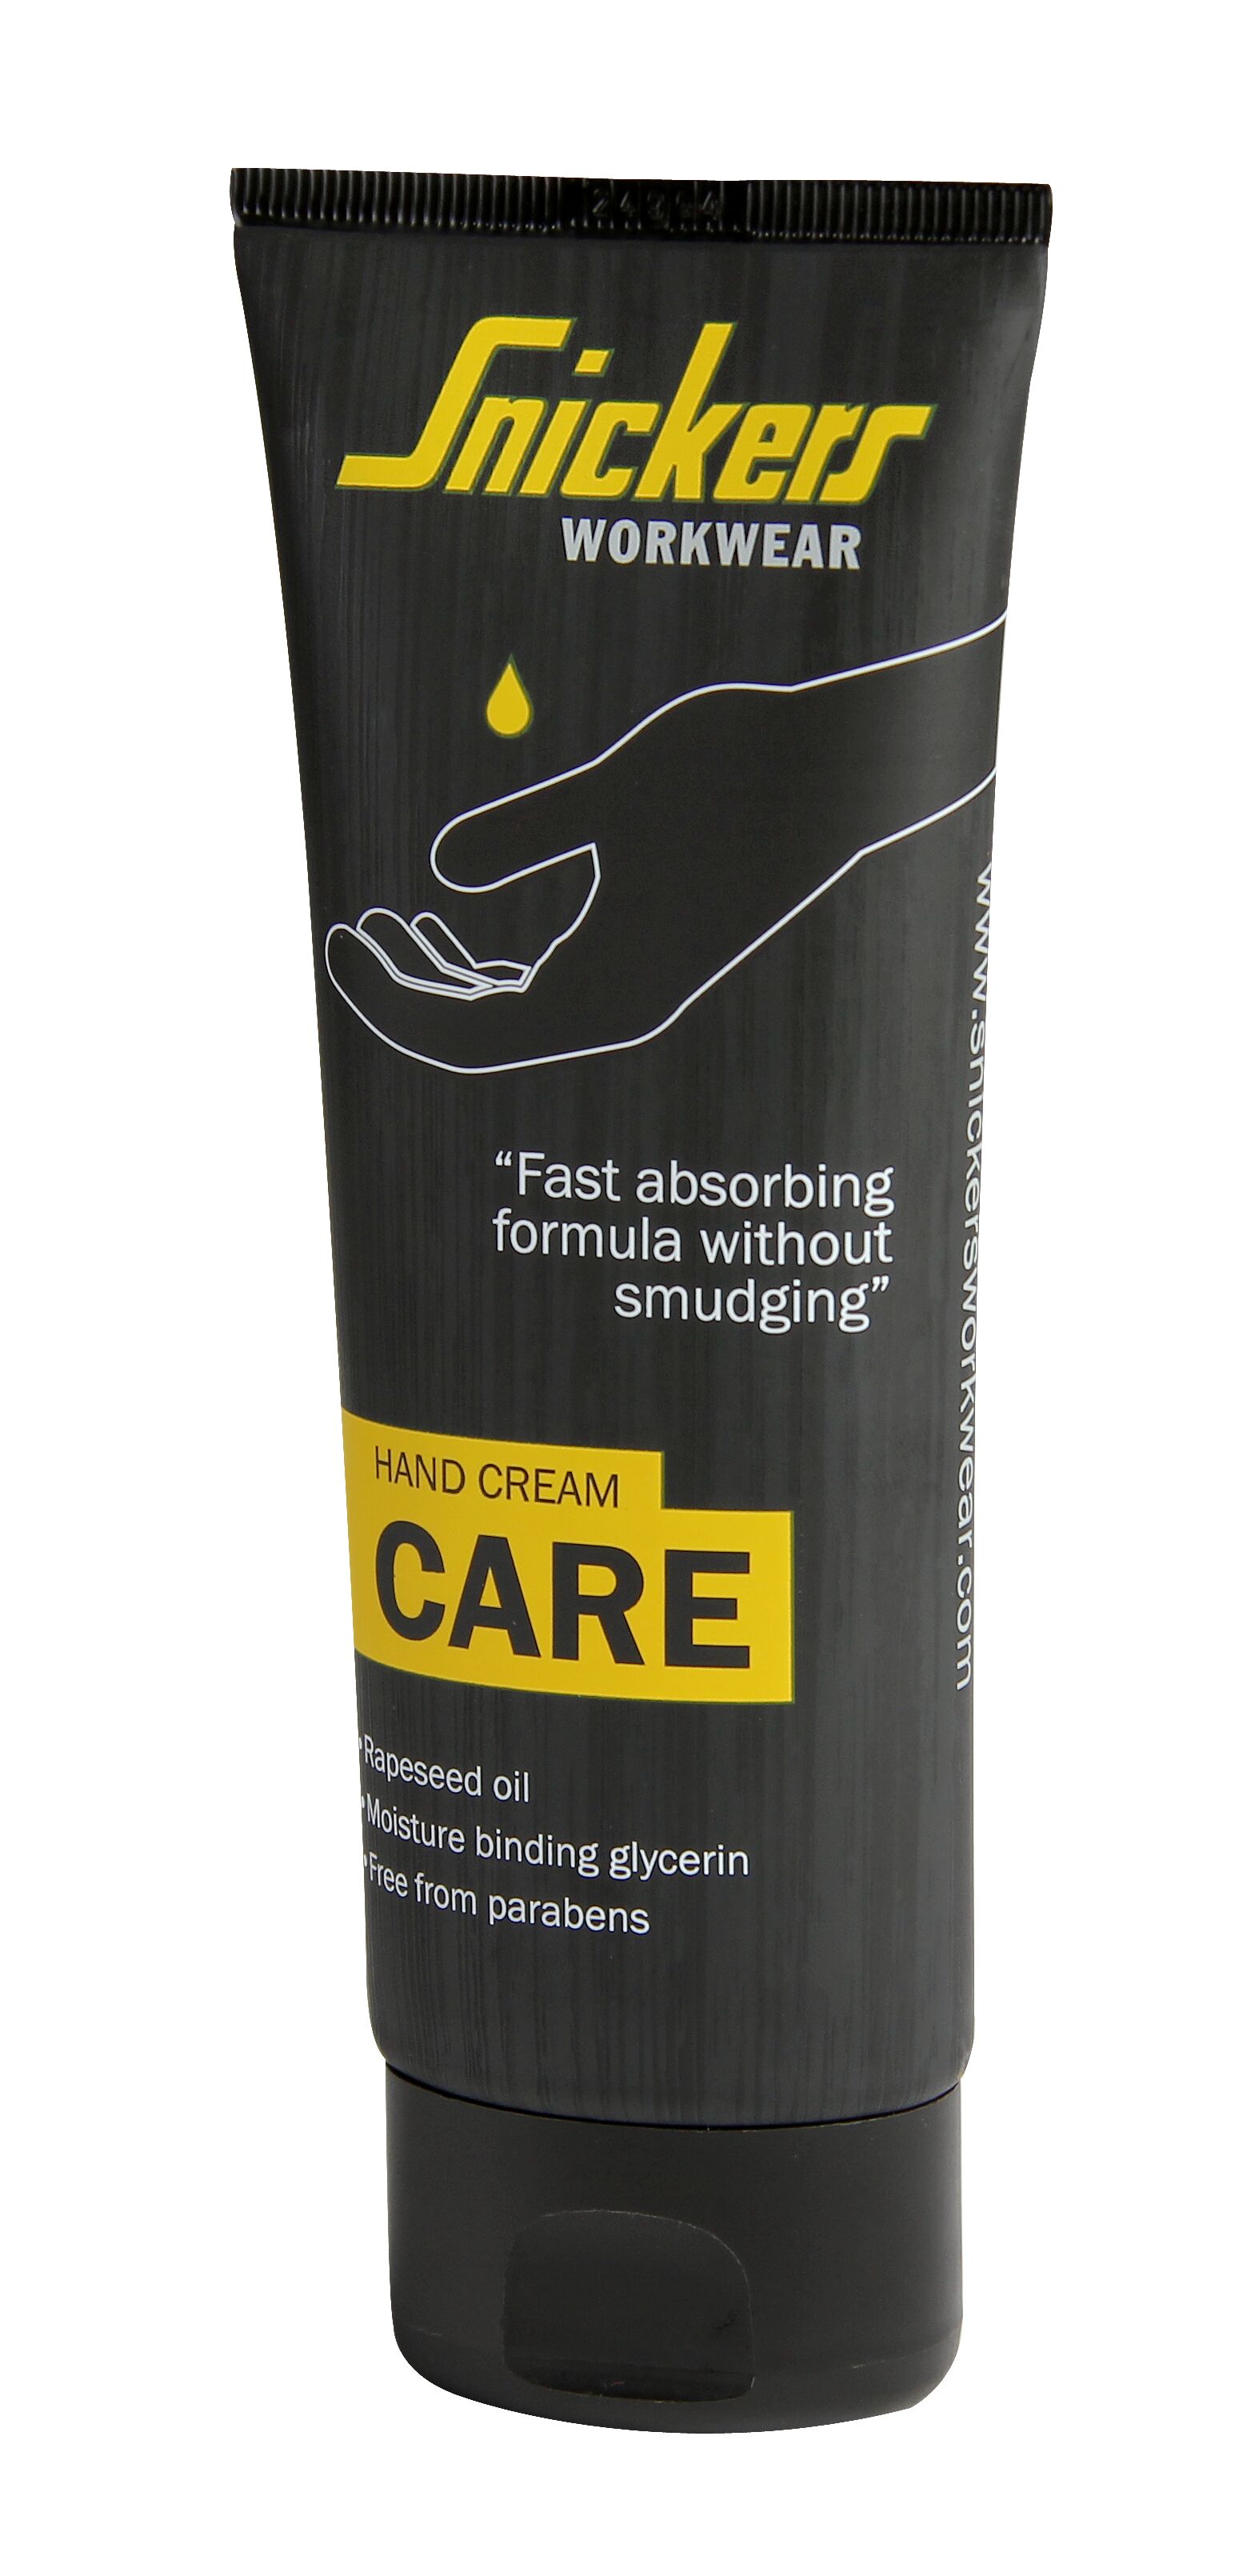 Snickers
WORKWEAR
“Fast absorbing
formula without
smudging”
HAND CREAM
CARE
•Rapeseed oil
•Moisture binding glycerin
•Free from parabens
www.snickersworkwear.com